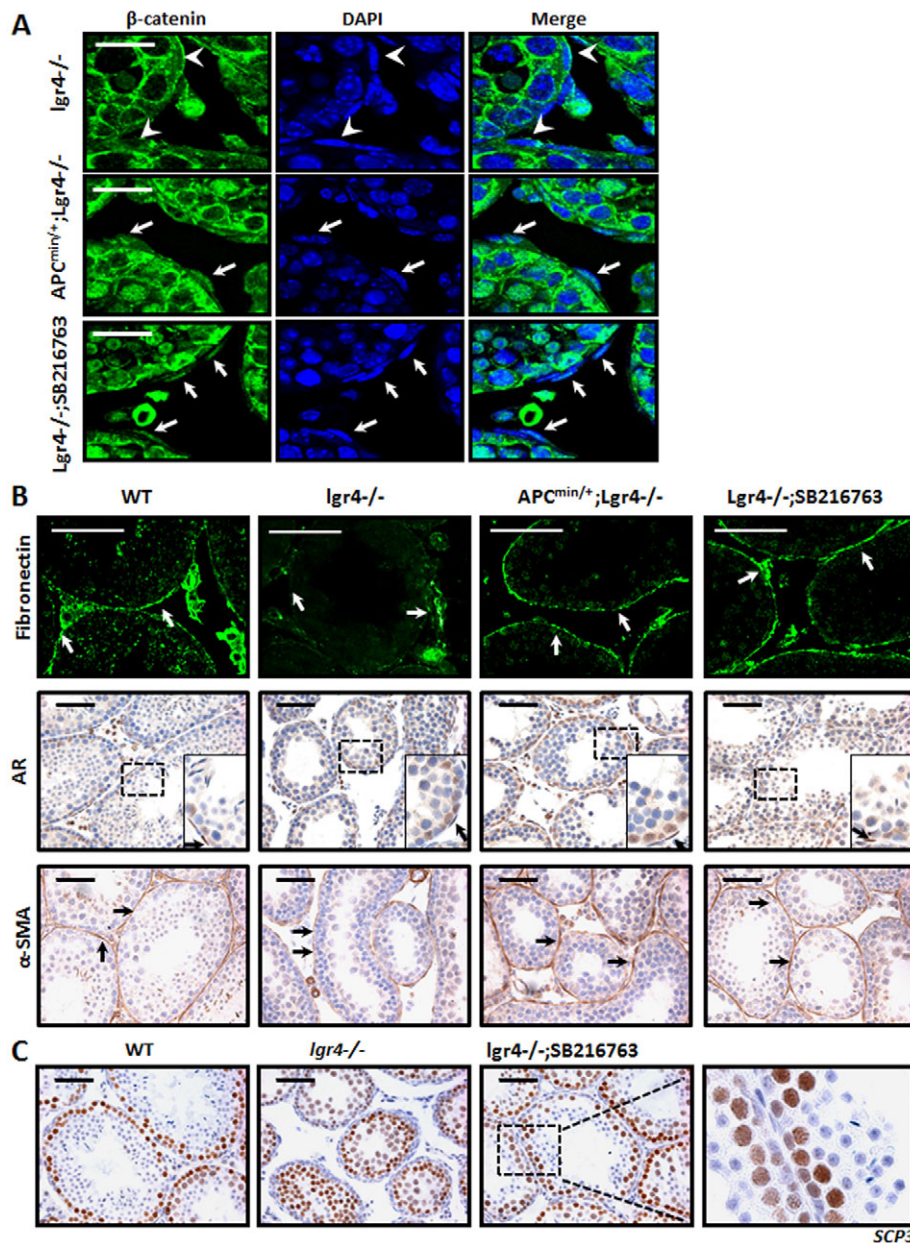 A
β-catenin DAPI Merge
lgr4-/-
APCmin/+;Lgr4-/-
Lgr4-/-;SB216763
B
WT lgr4-/- APCmin/+;Lgr4-/- Lgr4-/-;SB216763
Fibronectin
AR
α-SMA
C
WT lgr4-/- lgr4-/-;SB216763
SCP3